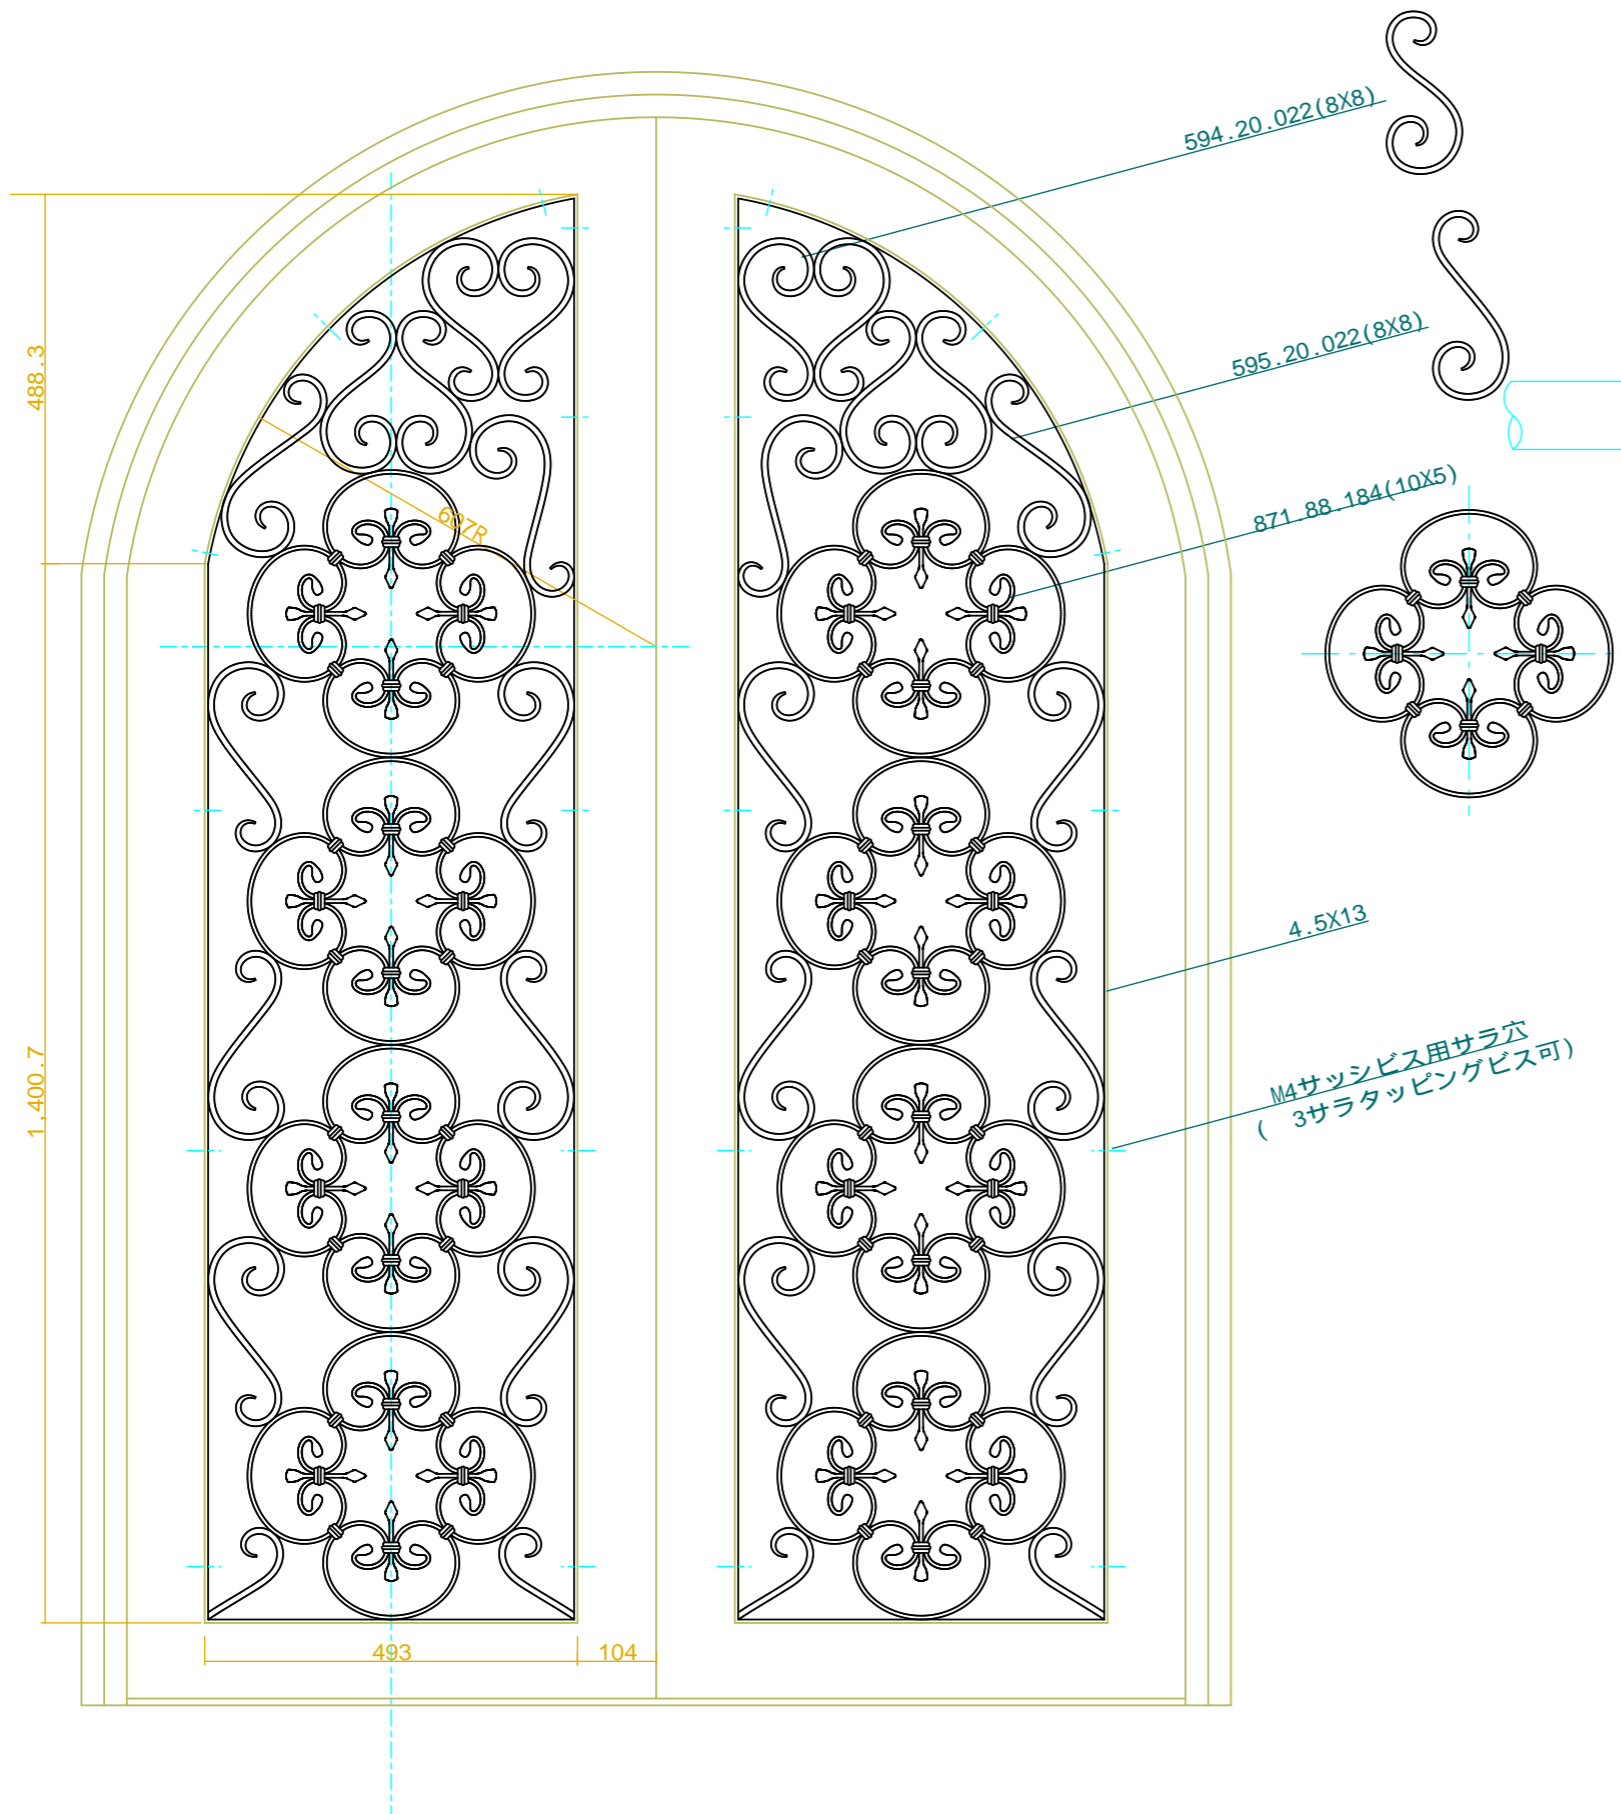 594.20.022(8X8)
595.20.022(8X8)
488.3
871.88.184(10X5)
607R
4.5X13
M4サッシビス用サラ穴
(　3サラタッピングビス可)
1,400.7
493
104